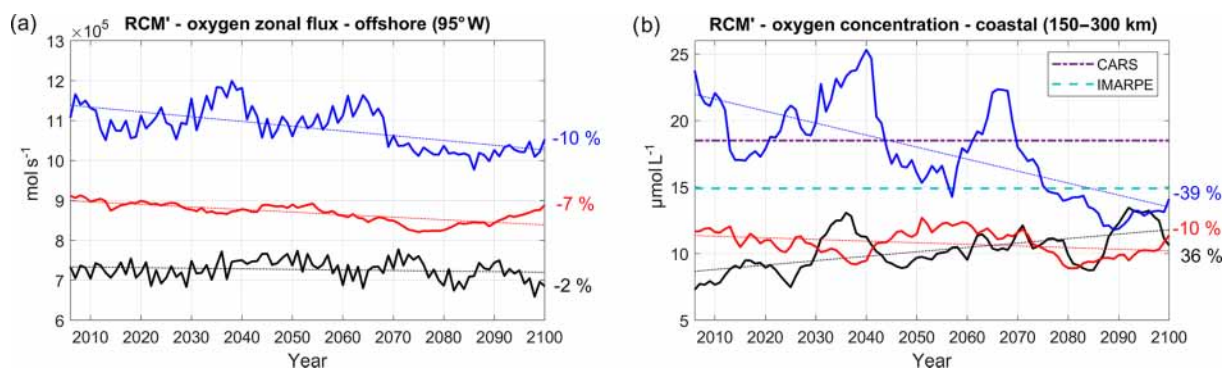 (a)
RCM' - oxygen zonal flux - offshore (95° W)
×10⁵
13
12
11
10
9
8
7
6
mol s⁻¹
-10 %
-7 %
-2 %
2010 2020 2030 2040 2050 2060 2070 2080 2090 2100
Year
(b)
RCM' - oxygen concentration - coastal (150–300 km)
25
20
15
10
5
μmol L⁻¹
CARS
IMARPE
-39 %
-10 %
36 %
2010 2020 2030 2040 2050 2060 2070 2080 2090 2100
Year